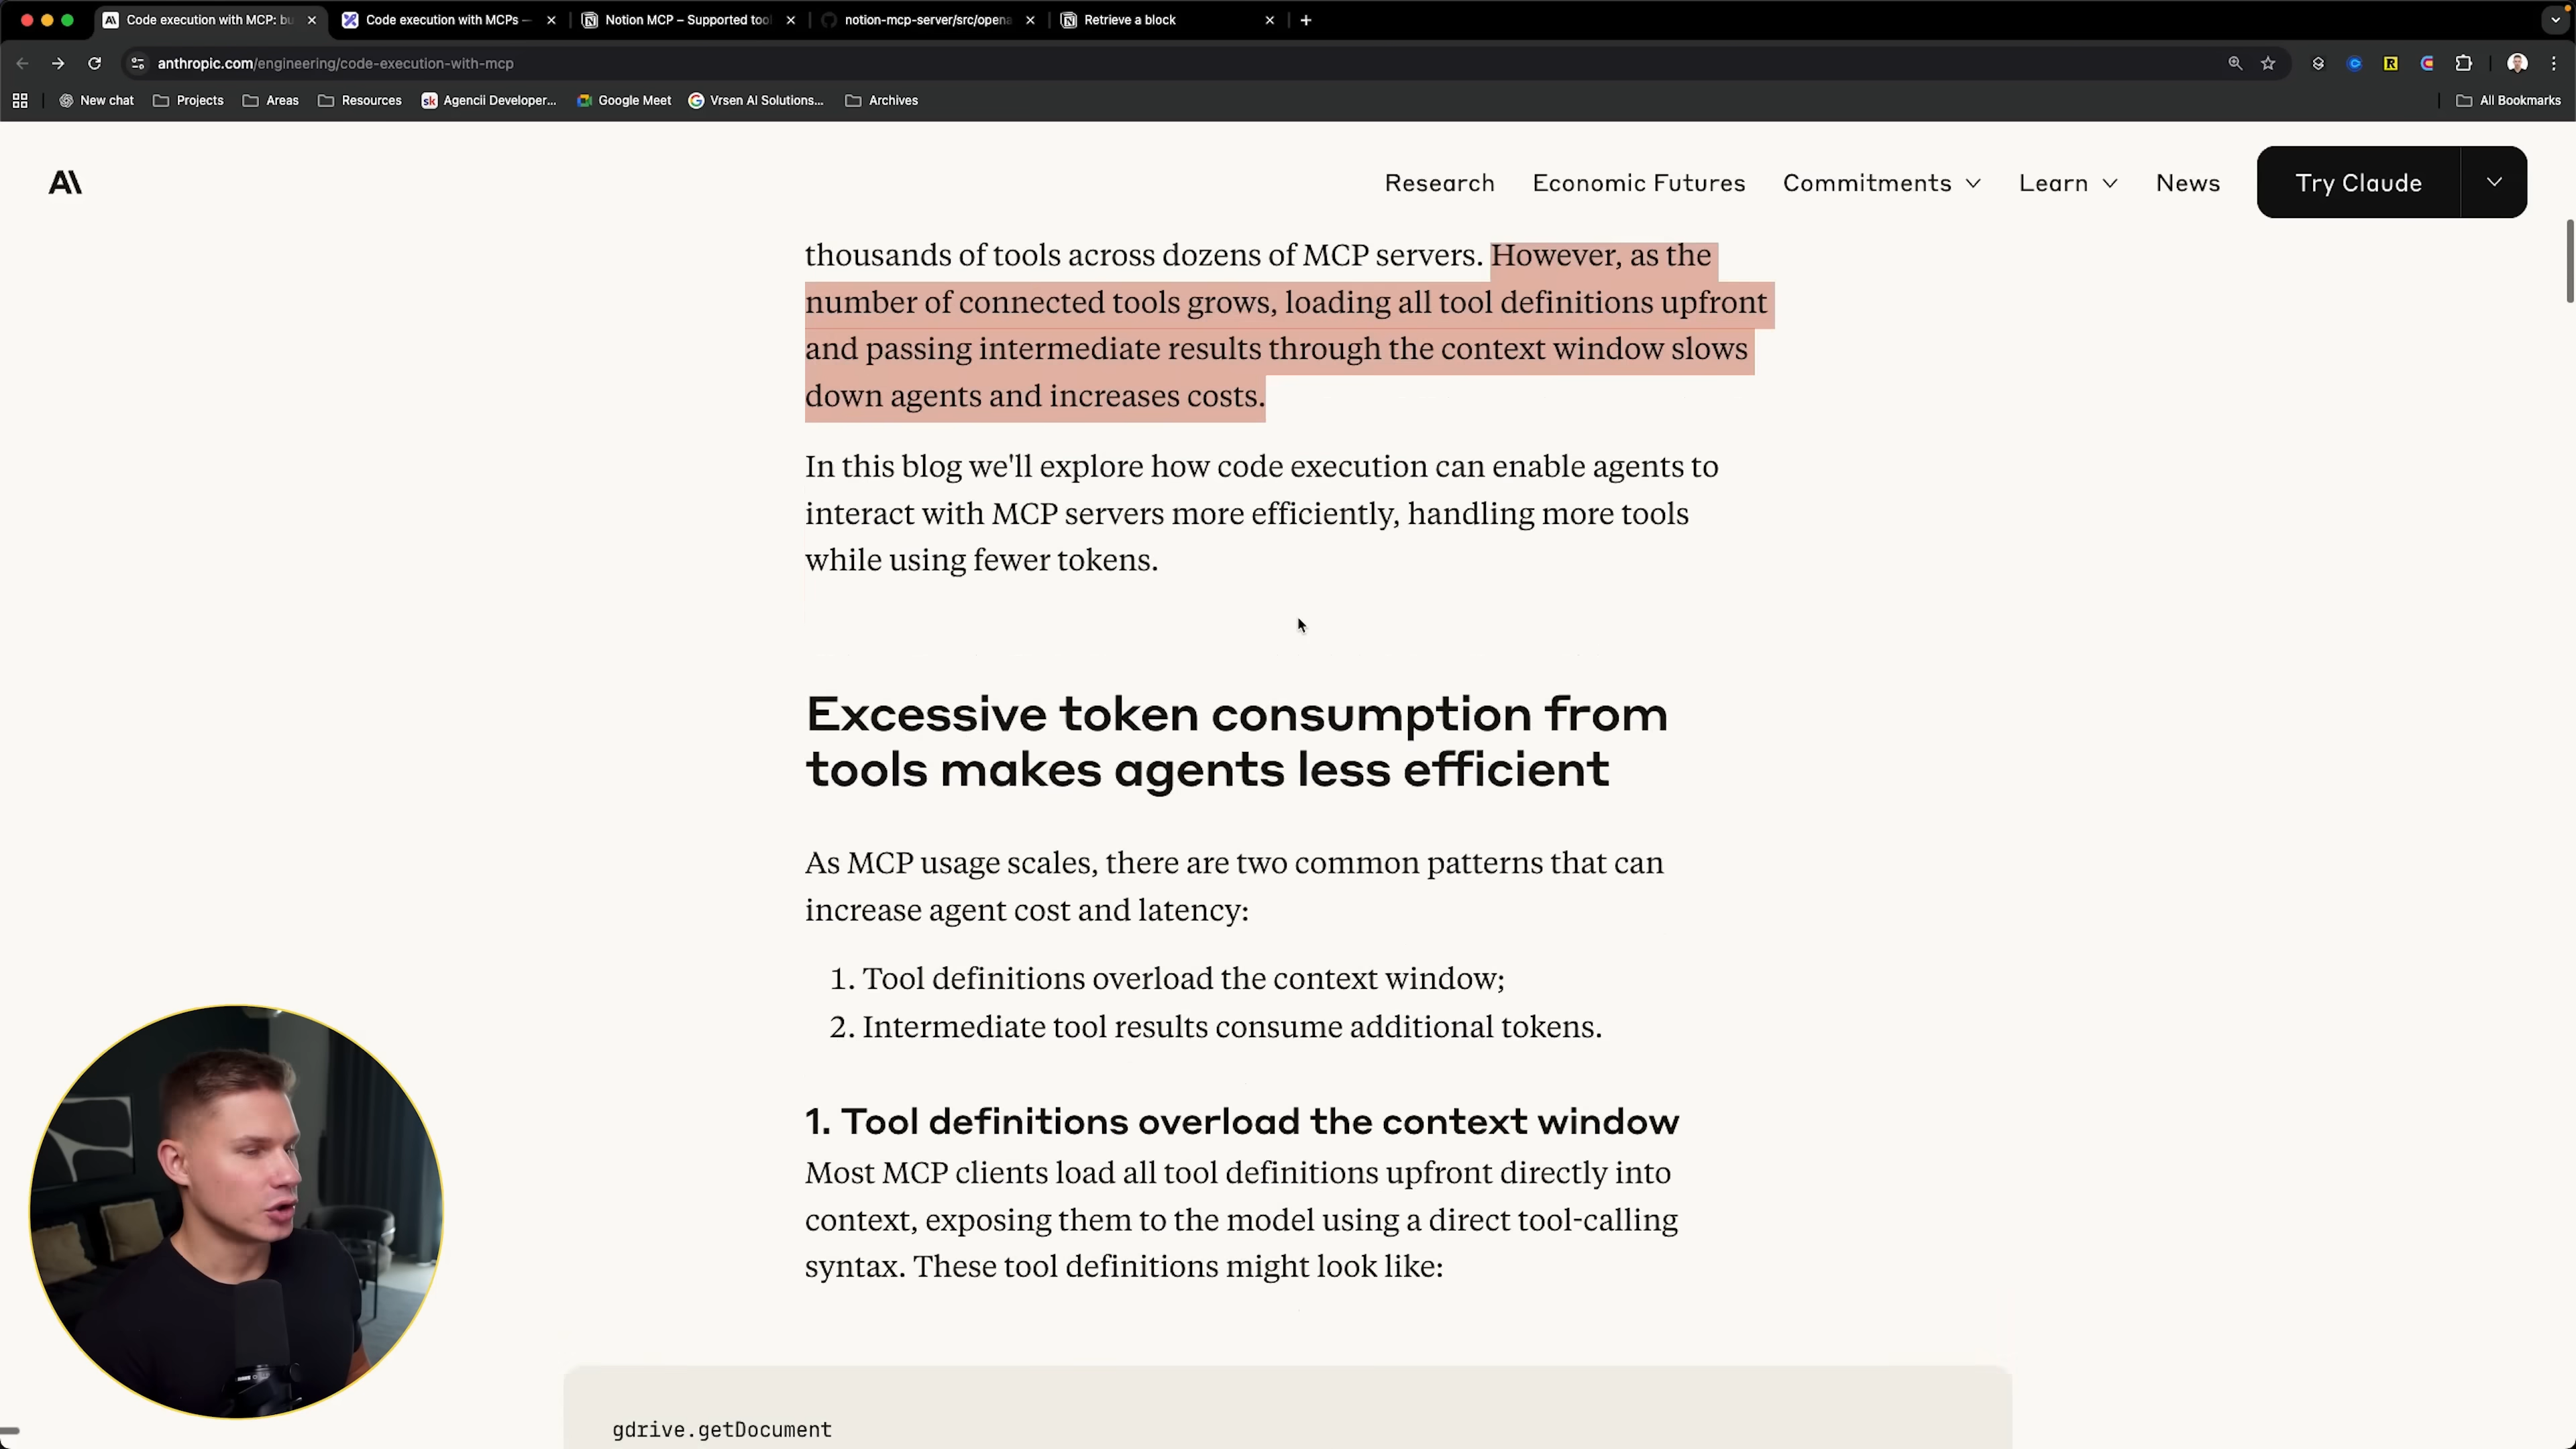 Code execution with MCP: bu
Code execution with MCPs –
Notion MCP – Supported tool
notion-mcp-server/src/opena
Retrieve a block
anthropic.com/engineering/code-execution-with-mcp
New chat
Projects
Areas
Resources
sk
Agencii Developer...
Google Meet
Vrsen AI Solutions...
Archives
All Bookmarks
Research
Economic Futures
Commitments
Learn
News
Try Claude
thousands of tools across dozens of MCP servers. However, as the
number of connected tools grows, loading all tool definitions upfront
and passing intermediate results through the context window slows
down agents and increases costs.
In this blog we'll explore how code execution can enable agents to
interact with MCP servers more efficiently, handling more tools
while using fewer tokens.
Excessive token consumption from
tools makes agents less efficient
As MCP usage scales, there are two common patterns that can
increase agent cost and latency:
1. Tool definitions overload the context window;
2. Intermediate tool results consume additional tokens.
1. Tool definitions overload the context window
Most MCP clients load all tool definitions upfront directly into
context, exposing them to the model using a direct tool-calling
syntax. These tool definitions might look like:
gdrive.getDocument